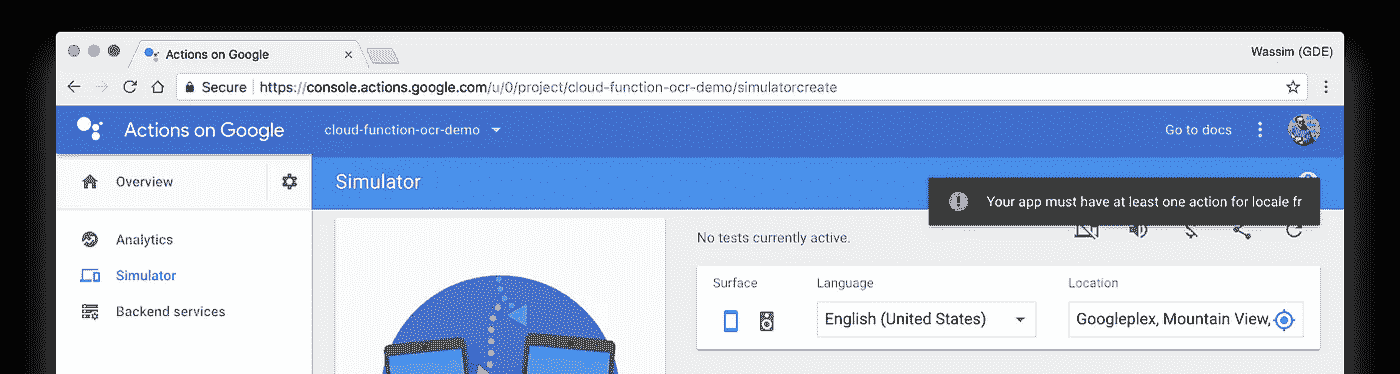 Actions on Google
Wassim (GDE)
Secure
https://console.actions.google.com/u/0/project/cloud-function-ocr-demo/simulatorcreate
Actions on Google
cloud-function-ocr-demo
Go to docs
Overview
Simulator
Your app must have at least one action for locale fr
Analytics
No tests currently active.
Simulator
Surface
Language
Location
Backend services
English (United States)
Googleplex, Mountain View,